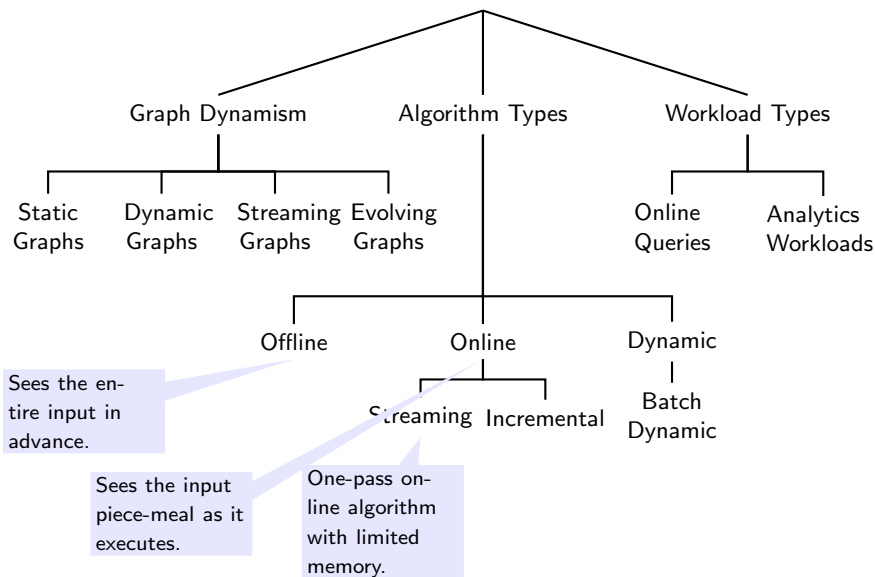 Graph Dynamism
Algorithm Types
Workload Types
Static
Graphs
Dynamic
Graphs
Streaming
Graphs
Evolving
Graphs
Online
Queries
Analytics
Workloads
Offline
Online
Dynamic
Streaming
Incremental
Batch
Dynamic
Sees the en-
tire input in
advance.
Sees the input
piece-meal as it
executes.
One-pass on-
line algorithm
with limited
memory.